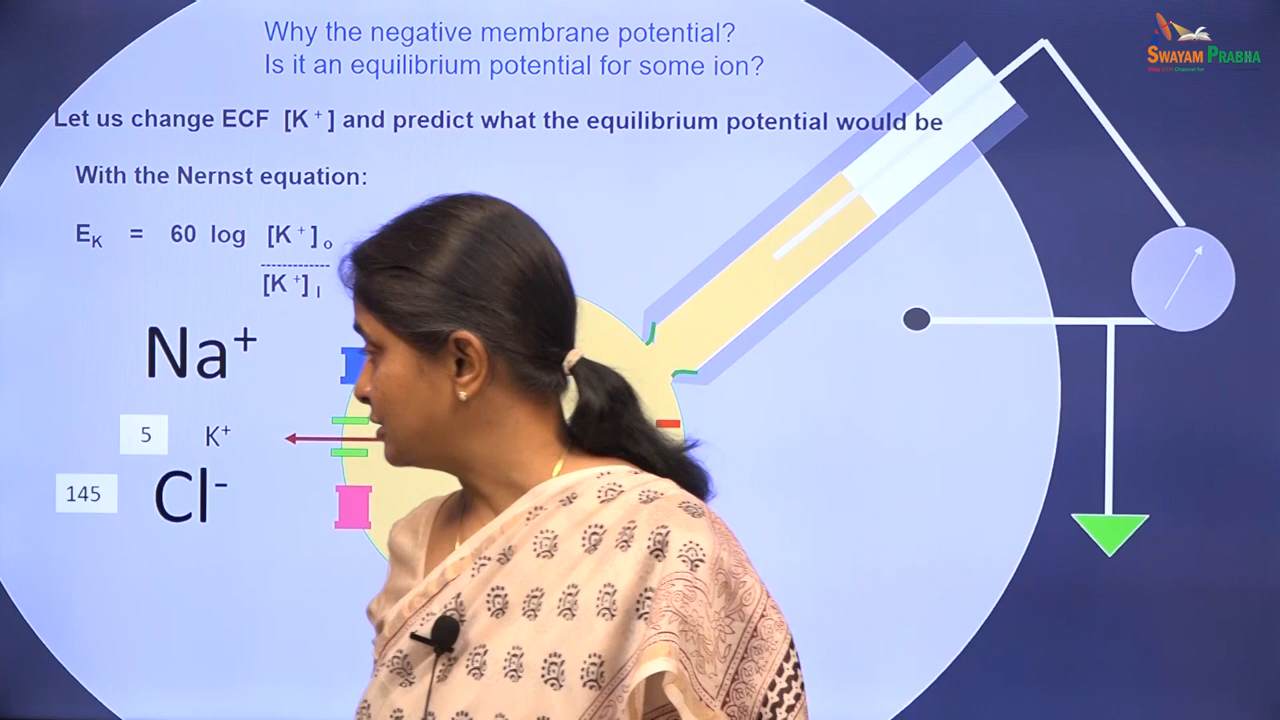 Why the negative membrane potential?
Is it an equilibrium potential for some ion?
SWAYAM PRABHA
Let us change ECF [K⁺] and predict what the equilibrium potential would be
With the Nernst equation:
E_K = 60 log [K⁺]ₒ
------------
[K⁺]ᵢ
Na⁺
5 K⁺
145 Cl⁻